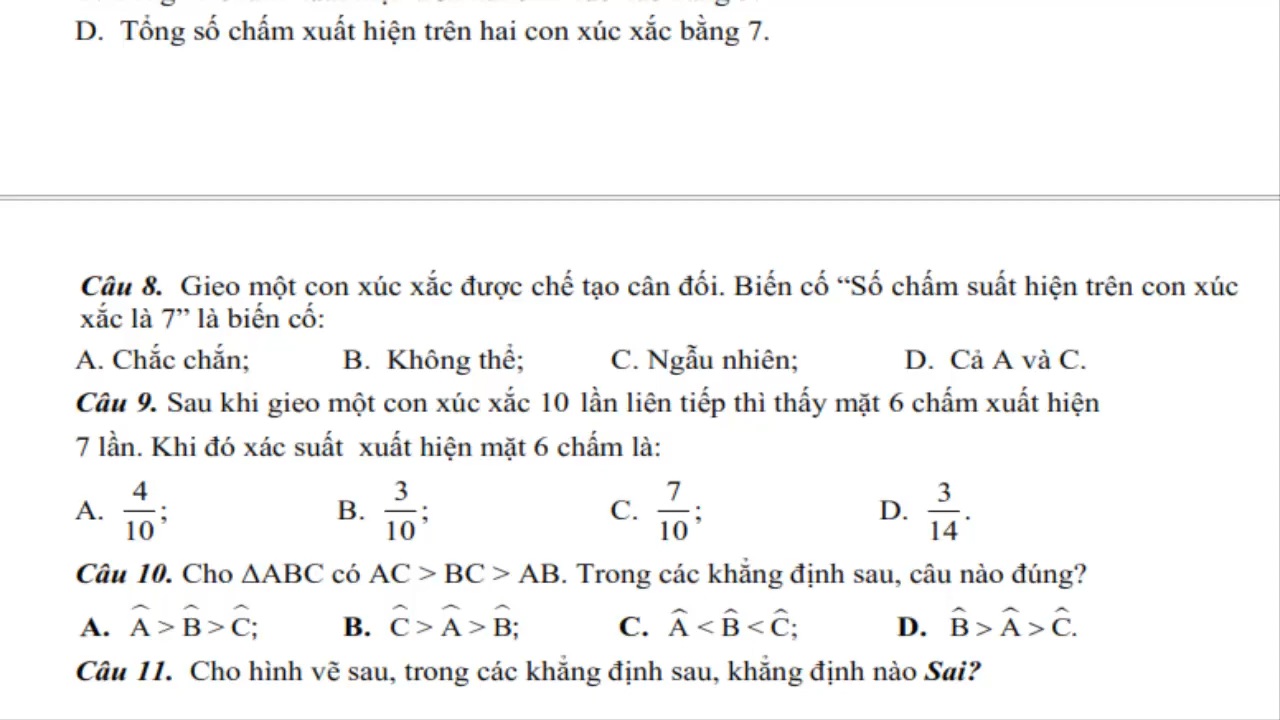 D. Tổng số chấm xuất hiện trên hai con xúc xắc bằng 7.
Câu 8. Gieo một con xúc xắc được chế tạo cân đối. Biến cố “Số chấm suất hiện trên con xúc
xắc là 7” là biến cố:
A. Chắc chắn; B. Không thể; C. Ngẫu nhiên; D. Cả A và C.
Câu 9. Sau khi gieo một con xúc xắc 10 lần liên tiếp thì thấy mặt 6 chấm xuất hiện
7 lần. Khi đó xác suất xuất hiện mặt 6 chấm là:
A. 4/10; B. 3/10; C. 7/10; D. 3/14.
Câu 10. Cho ΔABC có AC > BC > AB. Trong các khẳng định sau, câu nào đúng?
A. Â > B̂ > Ĉ; B. Ĉ > Â > B̂; C. Â < B̂ < Ĉ; D. B̂ > Â > Ĉ.
Câu 11. Cho hình vẽ sau, trong các khẳng định sau, khẳng định nào Sai?